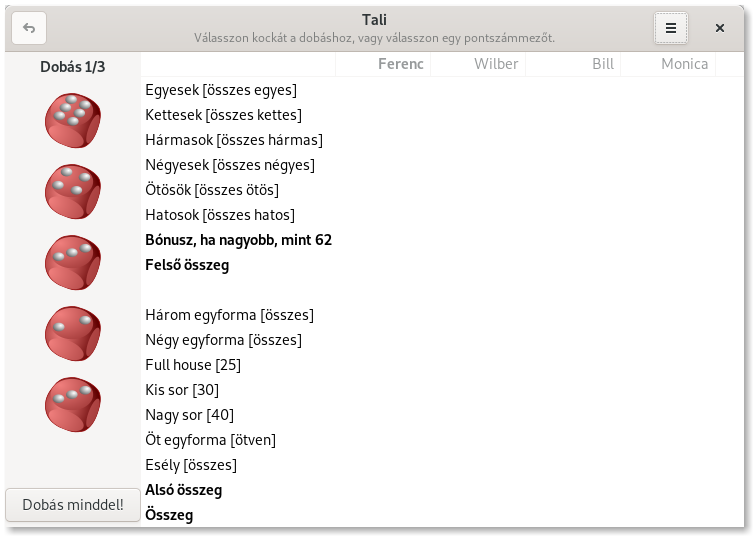 Tali
Válasszon kockát a dobáshoz, vagy válasszon egy pontszámmezőt.
Dobás 1/3
Ferenc Wilber Bill Monica
Egyesek [összes egyes]
Kettesek [összes kettes]
Hármasok [összes hármas]
Négyesek [összes négyes]
Ötösök [összes ötös]
Hatosok [összes hatos]
Bónusz, ha nagyobb, mint 62
Felső összeg
Három egyforma [összes]
Négy egyforma [összes]
Full house [25]
Kis sor [30]
Nagy sor [40]
Öt egyforma [ötven]
Esély [összes]
Alsó összeg
Összeg
Dobás minddel!